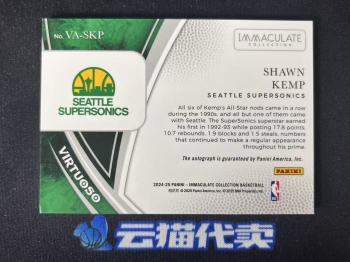 No. VA-SKP
IMMACULATE
COLLECTION
SHAWN
KEMP
SEATTLE SUPERSONICS
SEATTLE
SUPERSONICS
All six of Kemp's All-Star nods came in a row
during the 1990s, and all but one of them came
with Seattle. The SuperSonics superstar earned
his first in 1992-93 while posting 17.8 points,
10.7 rebounds, 1.9 blocks and 1.5 steals, numbers
that continued to make a regular appearance
throughout his prime.
The autograph is guaranteed by Panini America, Inc.
VIRTUOSO
PANINI
2024-25 PANINI – IMMACULATE COLLECTION BASKETBALL
云猫代卖